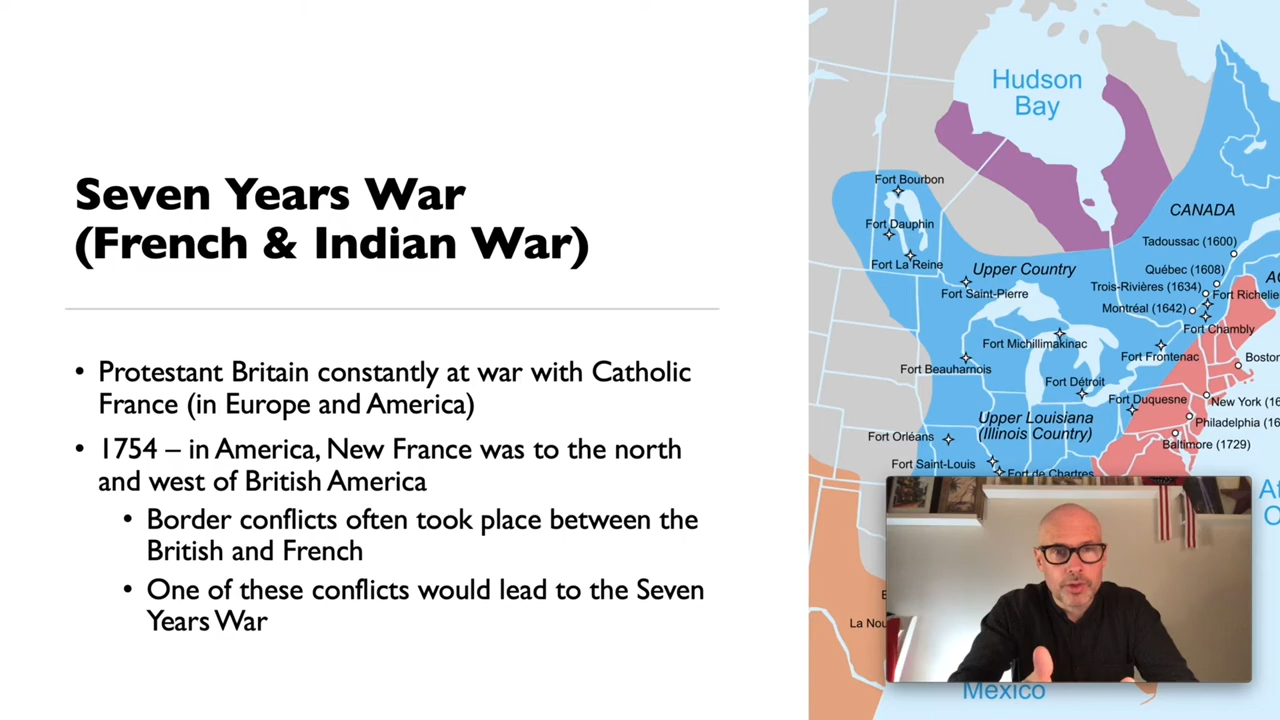 Seven Years War
(French & Indian War)
• Protestant Britain constantly at war with Catholic
France (in Europe and America)
• 1754 – in America, New France was to the north
and west of British America
• Border conflicts often took place between the
British and French
• One of these conflicts would lead to the Seven
Years War
Hudson
Bay
Fort Bourbon
CANADA
Fort Dauphin
Tadoussac (1600)
Fort La Reine
Upper Country
Québec (1608)
Trois-Rivières (1634)
Fort Saint-Pierre
Montréal (1642)
Fort Chambly
Fort Michillimakinac
Fort Frontenac
Boston
Fort Beauharnois
Fort Détroit
Fort Duquesne
New York
Upper Louisiana
(Illinois Country)
Philadelphia
Fort Orléans
Baltimore (1729)
Fort Saint-Louis
Fort de Chartres
La
Mexico